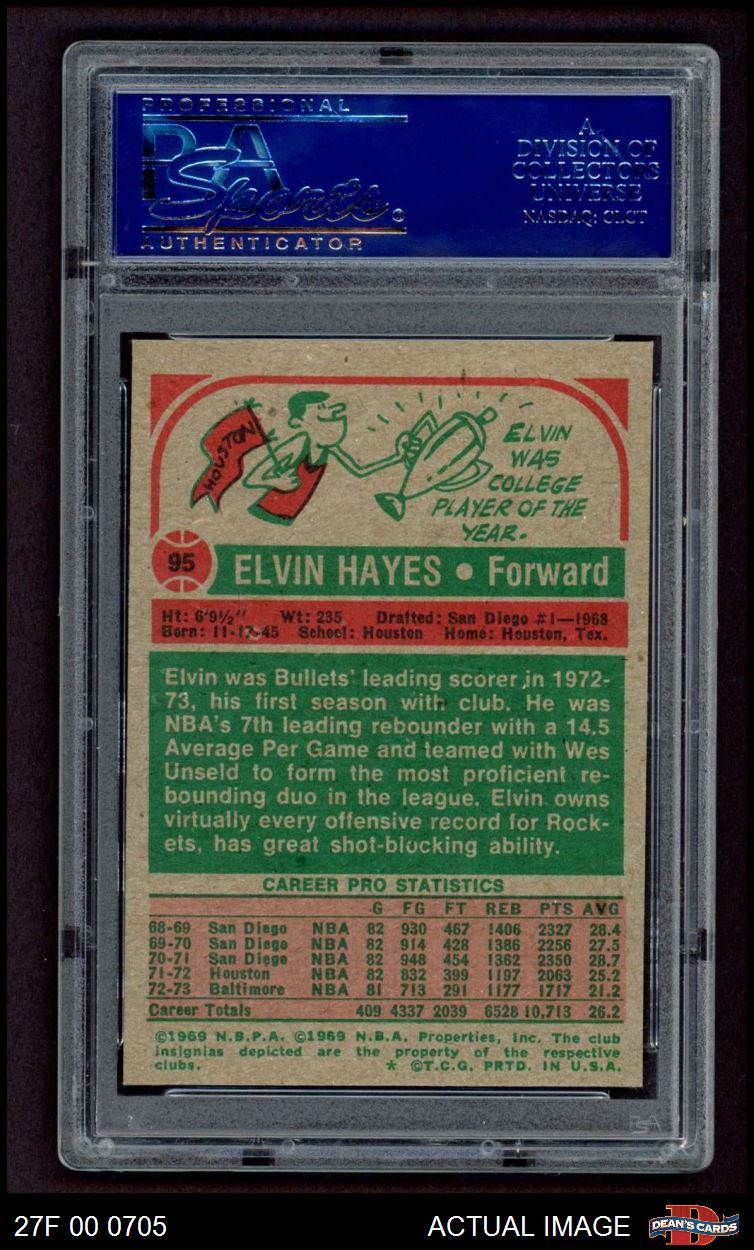 PROFESSIONAL
PSA
Sports®
AUTHENTICATOR
A
DIVISION OF
COLLECTORS
UNIVERSE
NASDAQ: CLCT
HOUSTON
ELVIN
WAS
COLLEGE
PLAYER OF THE
YEAR.
95
ELVIN HAYES • Forward
Ht: 6'9½" Wt: 235 Drafted: San Diego #1—1968
Born: 11-17-45 School: Houston Home: Houston, Tex.
Elvin was Bullets' leading scorer in 1972-
73, his first season with club. He was
NBA's 7th leading rebounder with a 14.5
Average Per Game and teamed with Wes
Unseld to form the most proficient re-
bounding duo in the league. Elvin owns
virtually every offensive record for Rock-
ets, has great shot-blocking ability.
CAREER PRO STATISTICS
G FG FT REB PTS AVG
68-69 San Diego NBA 82 930 467 1406 2327 28.4
69-70 San Diego NBA 82 914 428 1386 2256 27.5
70-71 San Diego NBA 82 948 454 1362 2350 28.7
71-72 Houston NBA 82 832 399 1197 2063 25.2
72-73 Baltimore NBA 81 713 291 1177 1717 21.2
Career Totals 409 4337 2039 6528 10,713 26.2
©1969 N.B.P.A. ©1969 N.B.A. Properties, Inc. The club
insignias depicted are the property of the respective
clubs. * ©T.C.G. PRTD. IN U.S.A.
PSA
27F 00 0705 ACTUAL IMAGE DEAN'S CARDS